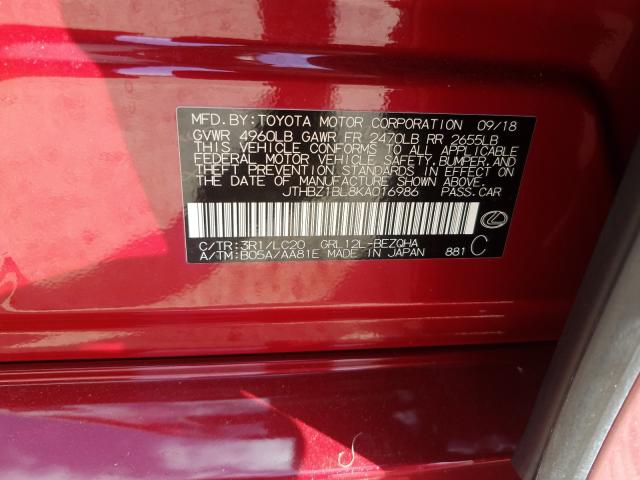 MFD. BY: TOYOTA MOTOR CORPORATION 09/18
GVWR 4960LB GAWR FR 2470LB RR 2655LB
THIS VEHICLE CONFORMS TO ALL APPLICABLE
FEDERAL MOTOR VEHICLE SAFETY, BUMPER, AND
THEFT PREVENTION STANDARDS IN EFFECT ON
THE DATE OF MANUFACTURE SHOWN ABOVE.
JTHBZ1BL8KA016986 PASS.CAR
C/TR: 3R1/LC20 GRL12L-BEZQHA
A/TM: B05A/AA81E MADE IN JAPAN 881 C